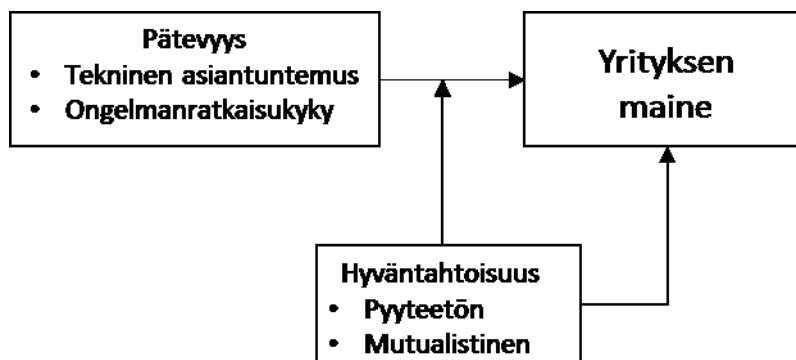 Pätevyys
• Tekninen asiantuntemus
• Ongelmanratkaisukyky
Yrityksen
maine
Hyväntahtoisuus
• Pyyteetön
• Mutualistinen